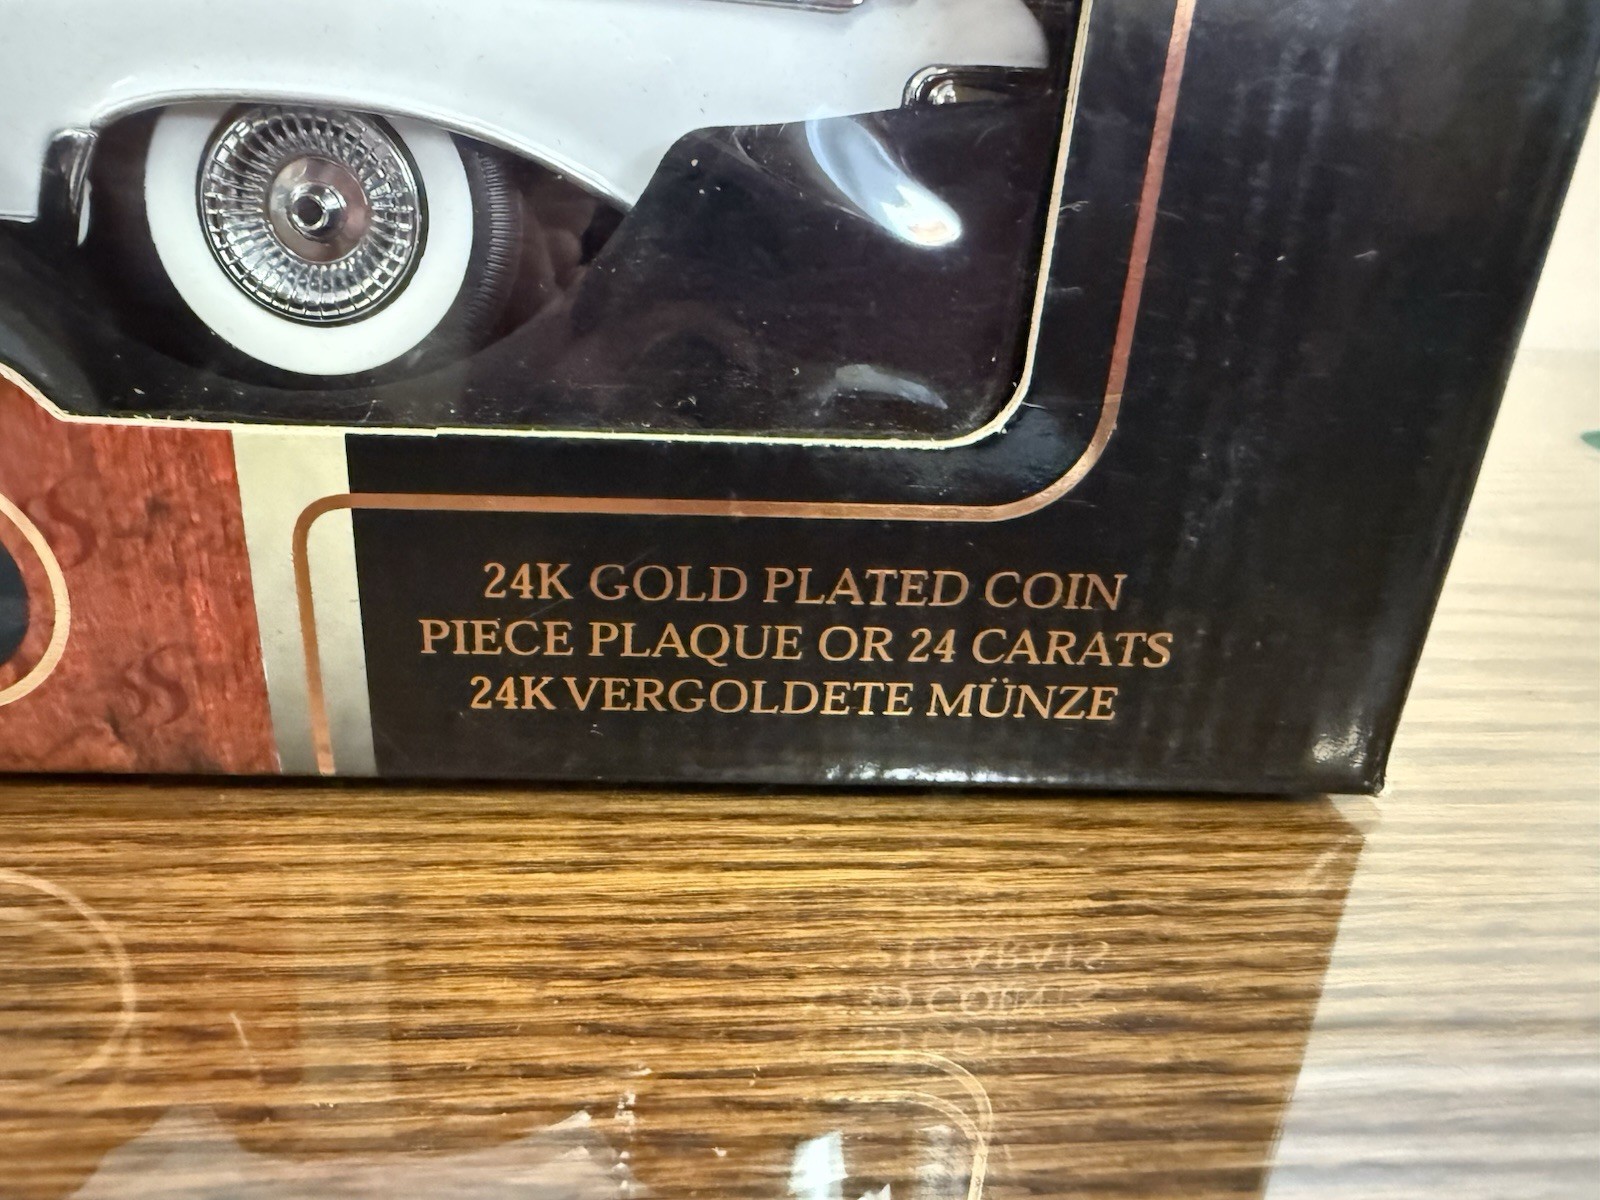 24K GOLD PLATED COIN
PIECE PLAQUE OR 24 CARATS
24K VERGOLDETE MÜNZE